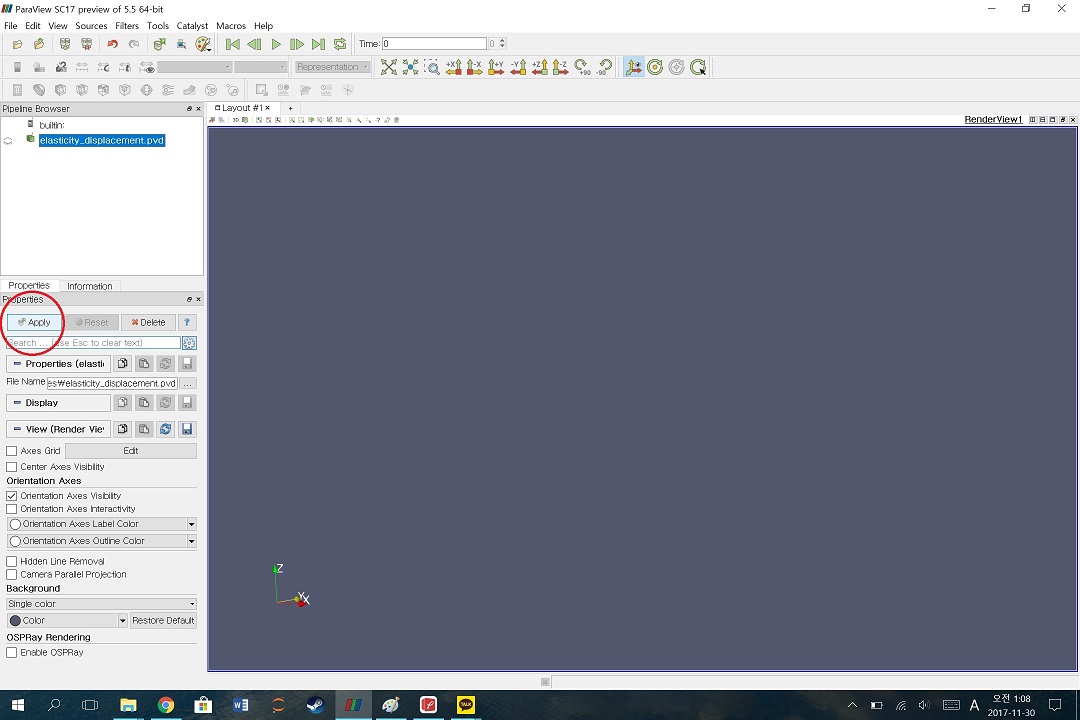 ParaView SC17 preview of 5.5 64-bit
File Edit View Sources Filters Tools Catalyst Macros Help
Time: 0 0
Representation +X -X +Y -Y +Z -Z +90 -90
Pipeline Browser
Layout #1 +
builtin:
3D
RenderView1
elasticity_displacement.pvd
Properties Information
Properties
Apply Reset Delete ?
Search ... (use Esc to clear text)
Properties (elasti
File Name es₩elasticity_displacement.pvd ...
Display
View (Render Vie
Axes Grid Edit
Center Axes Visibility
Orientation Axes
Orientation Axes Visibility
Orientation Axes Interactivity
Orientation Axes Label Color
Orientation Axes Outline Color
Hidden Line Removal
Camera Parallel Projection
Background
Single color
Color Restore Default
OSPRay Rendering
Enable OSPRay
Z
Y
X
TALK
A 오전 1:08
2017-11-30